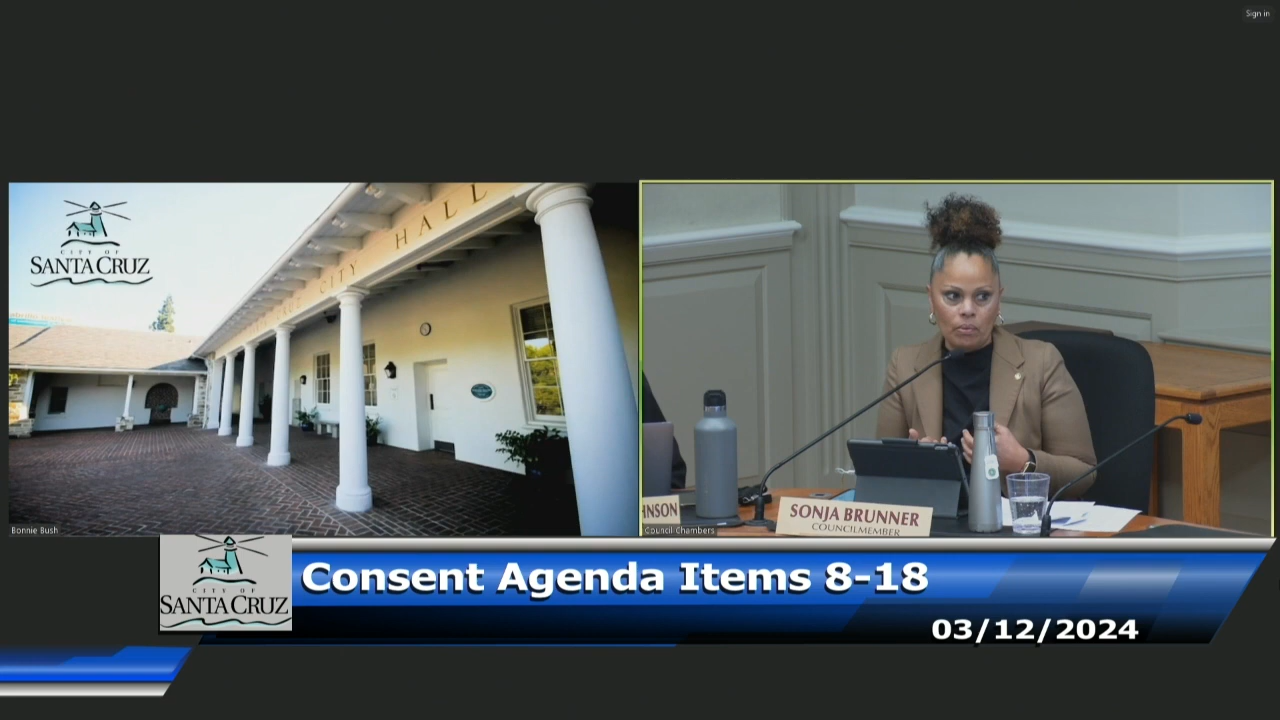 Sign in
CITY OF
SANTA CRUZ
CITY HALL
Bonnie Bush
HNSON
SONJA BRUNNER
COUNCILMEMBER
Council Chambers
CITY OF
SANTA CRUZ
Consent Agenda Items 8-18
03/12/2024